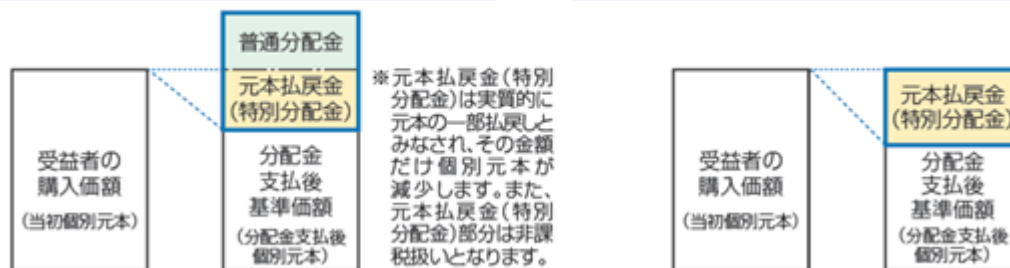 普通分配金
元本払戻金
(特別分配金)
受益者の
購入価額
(当初個別元本)
分配金
支払後
基準価額
(分配金支払後
個別元本)
※元本払戻金(特別
分配金)は実質的に
元本の一部払戻しと
みなされ、その金額
だけ個別元本が
減少します。また、
元本払戻金(特別
分配金)部分は非課
税扱いとなります。
受益者の
購入価額
(当初個別元本)
元本払戻金
(特別分配金)
分配金
支払後
基準価額
(分配金支払後
個別元本)